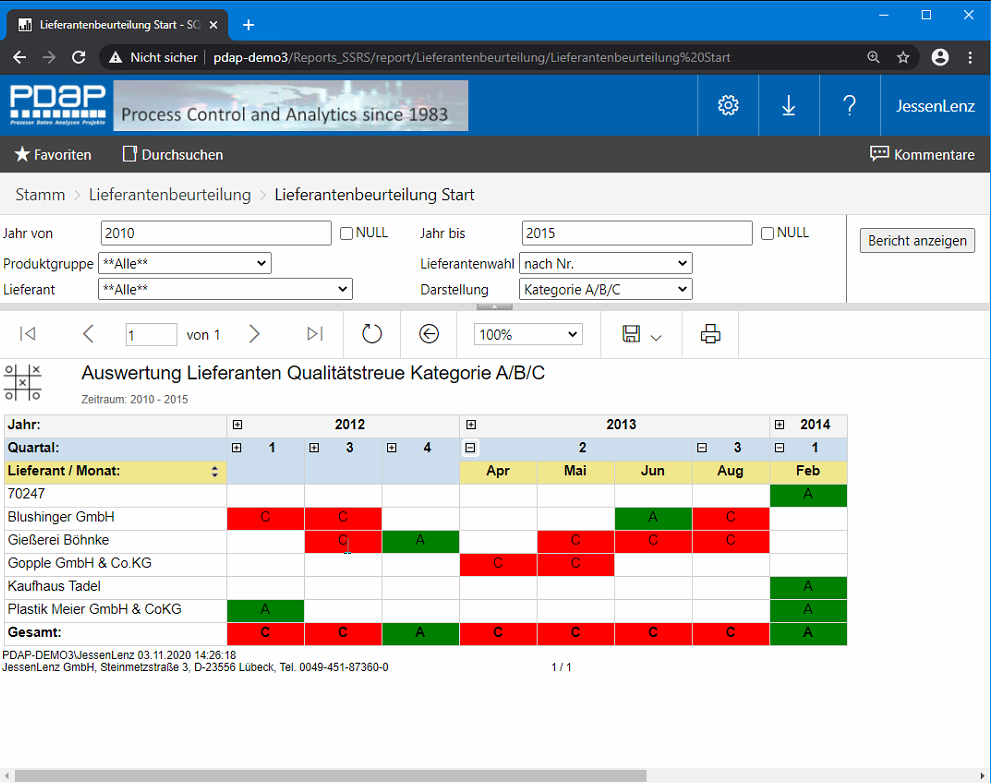 Lieferantenbeurteilung Start - SQ
Nicht sicher | pdap-demo3/Reports_SSRS/report/Lieferantenbeurteilung/Lieferantenbeurteilung%20Start
PDAP
Prozesse Daten Analysen Projekte
Process Control and Analytics since 1983
? JessenLenz
Favoriten Durchsuchen Kommentare
Stamm > Lieferantenbeurteilung > Lieferantenbeurteilung Start
Jahr von 2010 NULL Jahr bis 2015 NULL
Bericht anzeigen
Produktgruppe **Alle** Lieferantenwahl nach Nr.
Lieferant **Alle** Darstellung Kategorie A/B/C
1 von 1 100%
Auswertung Lieferanten Qualitätstreue Kategorie A/B/C
Zeitraum: 2010 - 2015
Jahr: 2012 2013 2014
Quartal: 1 3 4 2 3 1
Lieferant / Monat: Apr Mai Jun Aug Feb
70247 A
Blushinger GmbH C C A C
Gießerei Böhnke C A C C C
Gopple GmbH & Co.KG C C
Kaufhaus Tadel A
Plastik Meier GmbH & CoKG A A
Gesamt: C C A C C C C A
PDAP-DEMO3\JessenLenz 03.11.2020 14:26:18
JessenLenz GmbH, Steinmetzstraße 3, D-23556 Lübeck, Tel. 0049-451-87360-0 1 / 1